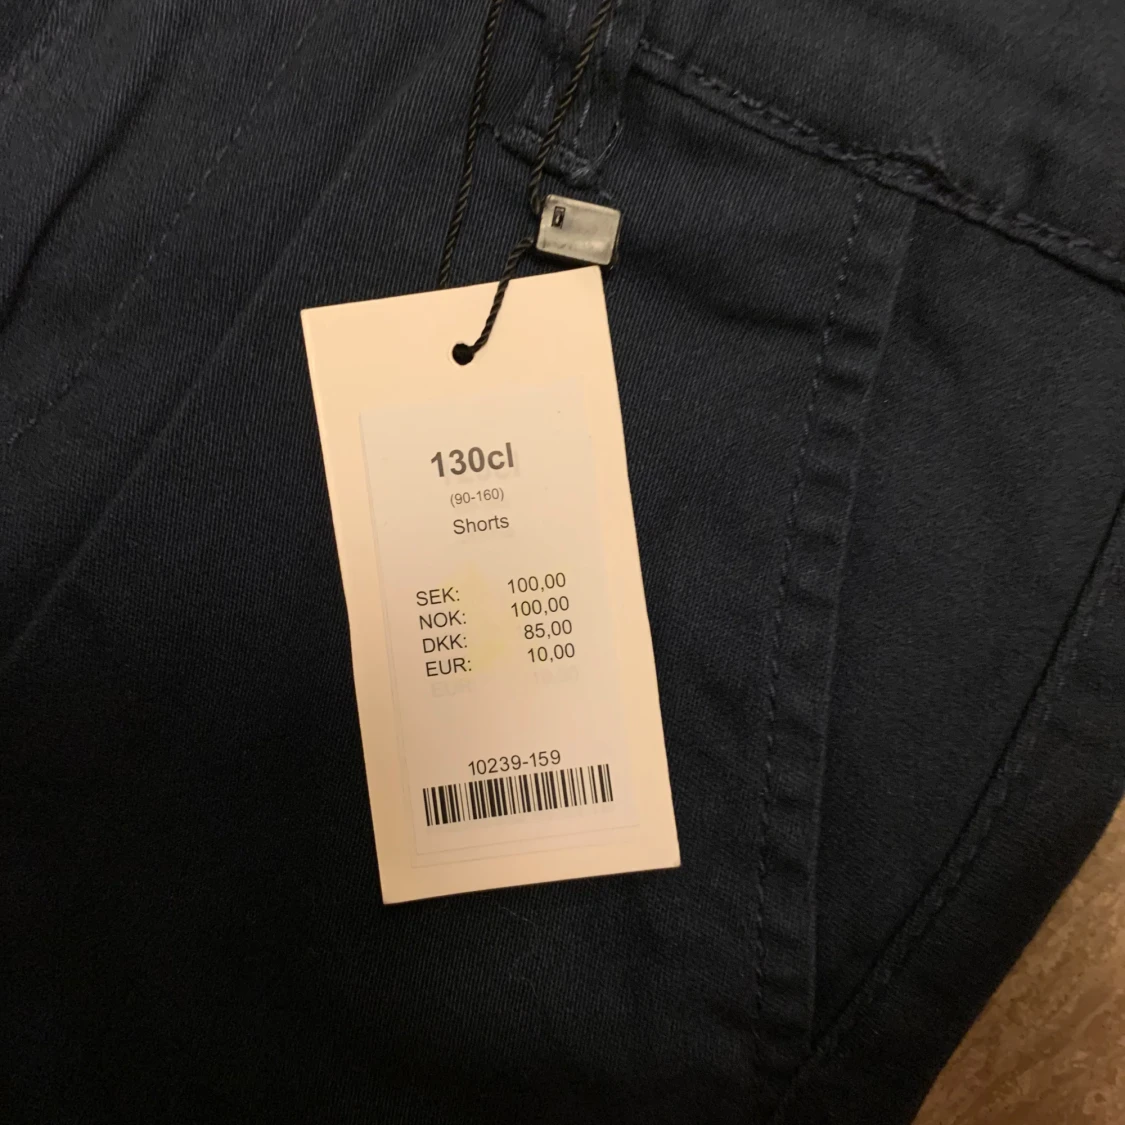 130cl
(90-160)
Shorts
SEK: 100,00
NOK: 100,00
DKK: 85,00
EUR: 10,00
10239-159